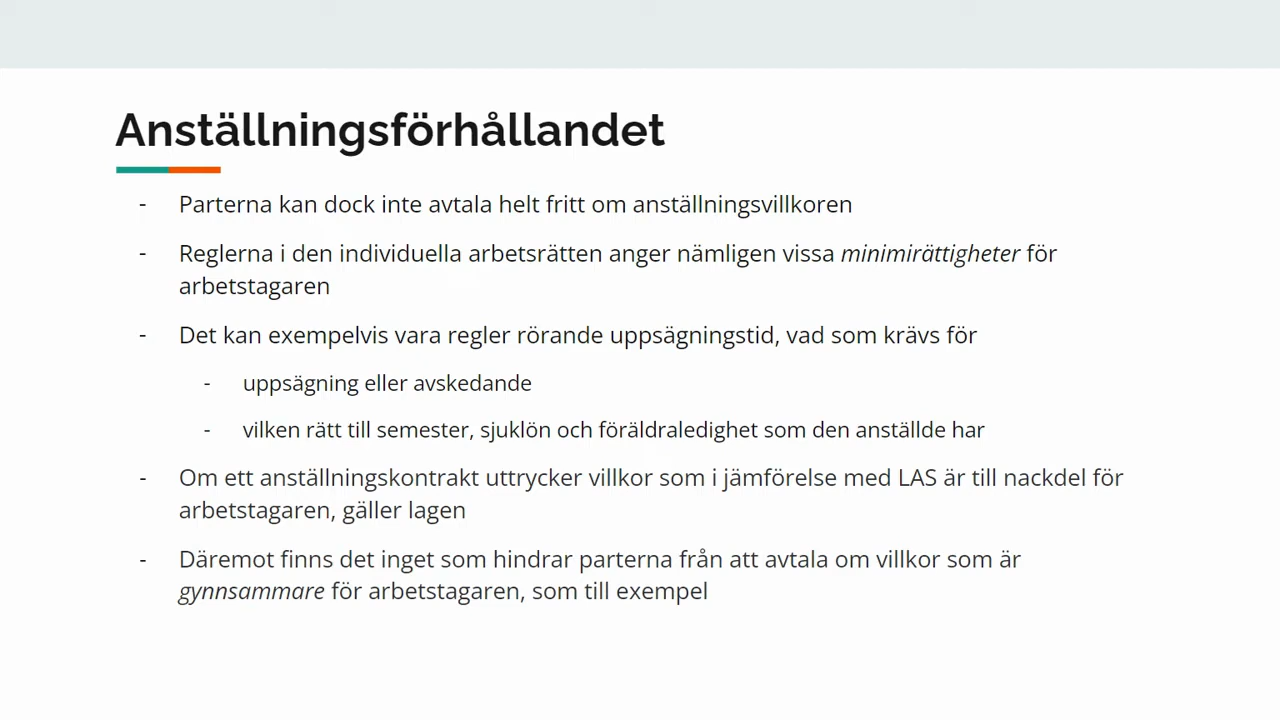 Anställningsförhållandet
- Parterna kan dock inte avtala helt fritt om anställningsvillkoren
- Reglerna i den individuella arbetsrätten anger nämligen vissa minimirättigheter för
arbetstagaren
- Det kan exempelvis vara regler rörande uppsägningstid, vad som krävs för
- uppsägning eller avskedande
- vilken rätt till semester, sjuklön och föräldraledighet som den anställde har
- Om ett anställningskontrakt uttrycker villkor som i jämförelse med LAS är till nackdel för
arbetstagaren, gäller lagen
- Däremot finns det inget som hindrar parterna från att avtala om villkor som är
gynnsammare för arbetstagaren, som till exempel